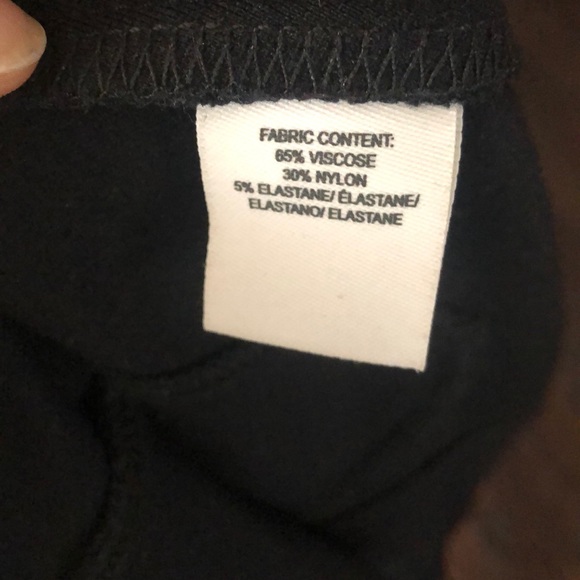 FABRIC CONTENT:
65% VISCOSE
30% NYLON
5% ELASTANE/ ÉLASTANE/
ELASTANO/ ELASTANE